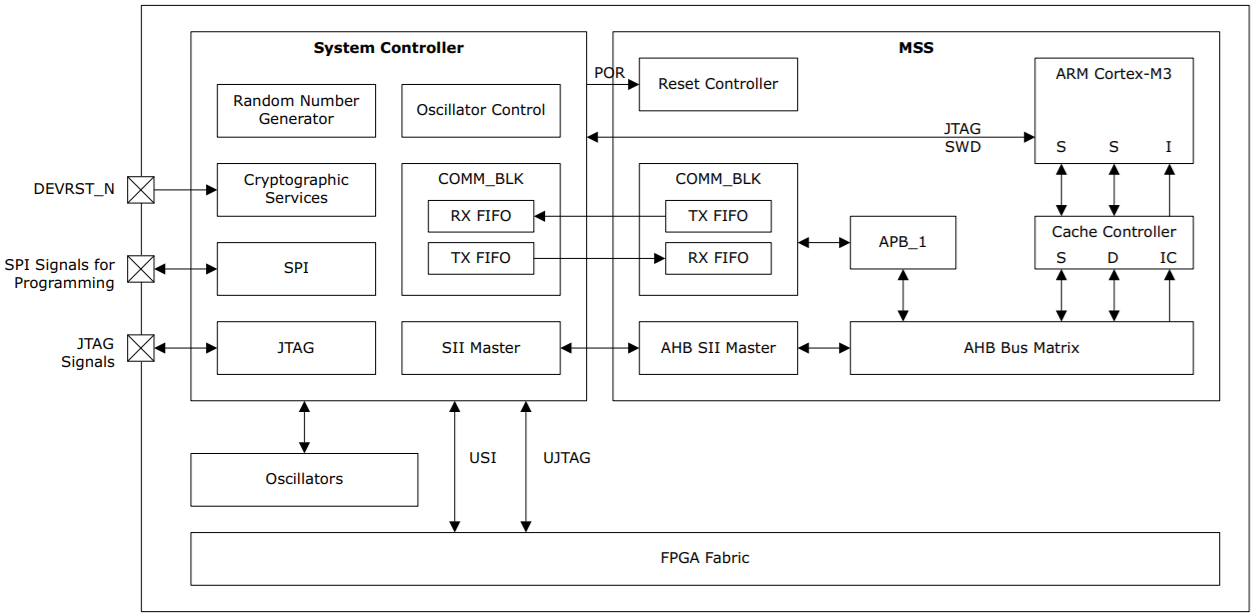 System Controller
MSS
POR
Reset Controller
ARM Cortex-M3
Random Number
Generator
Oscillator Control
JTAG
SWD
S S I
DEVRST_N
Cryptographic
Services
COMM_BLK
RX FIFO
TX FIFO
COMM_BLK
TX FIFO
RX FIFO
APB_1
Cache Controller
S D IC
SPI Signals for
Programming
SPI
JTAG
Signals
JTAG
SII Master
AHB SII Master
AHB Bus Matrix
Oscillators
USI
UJTAG
FPGA Fabric